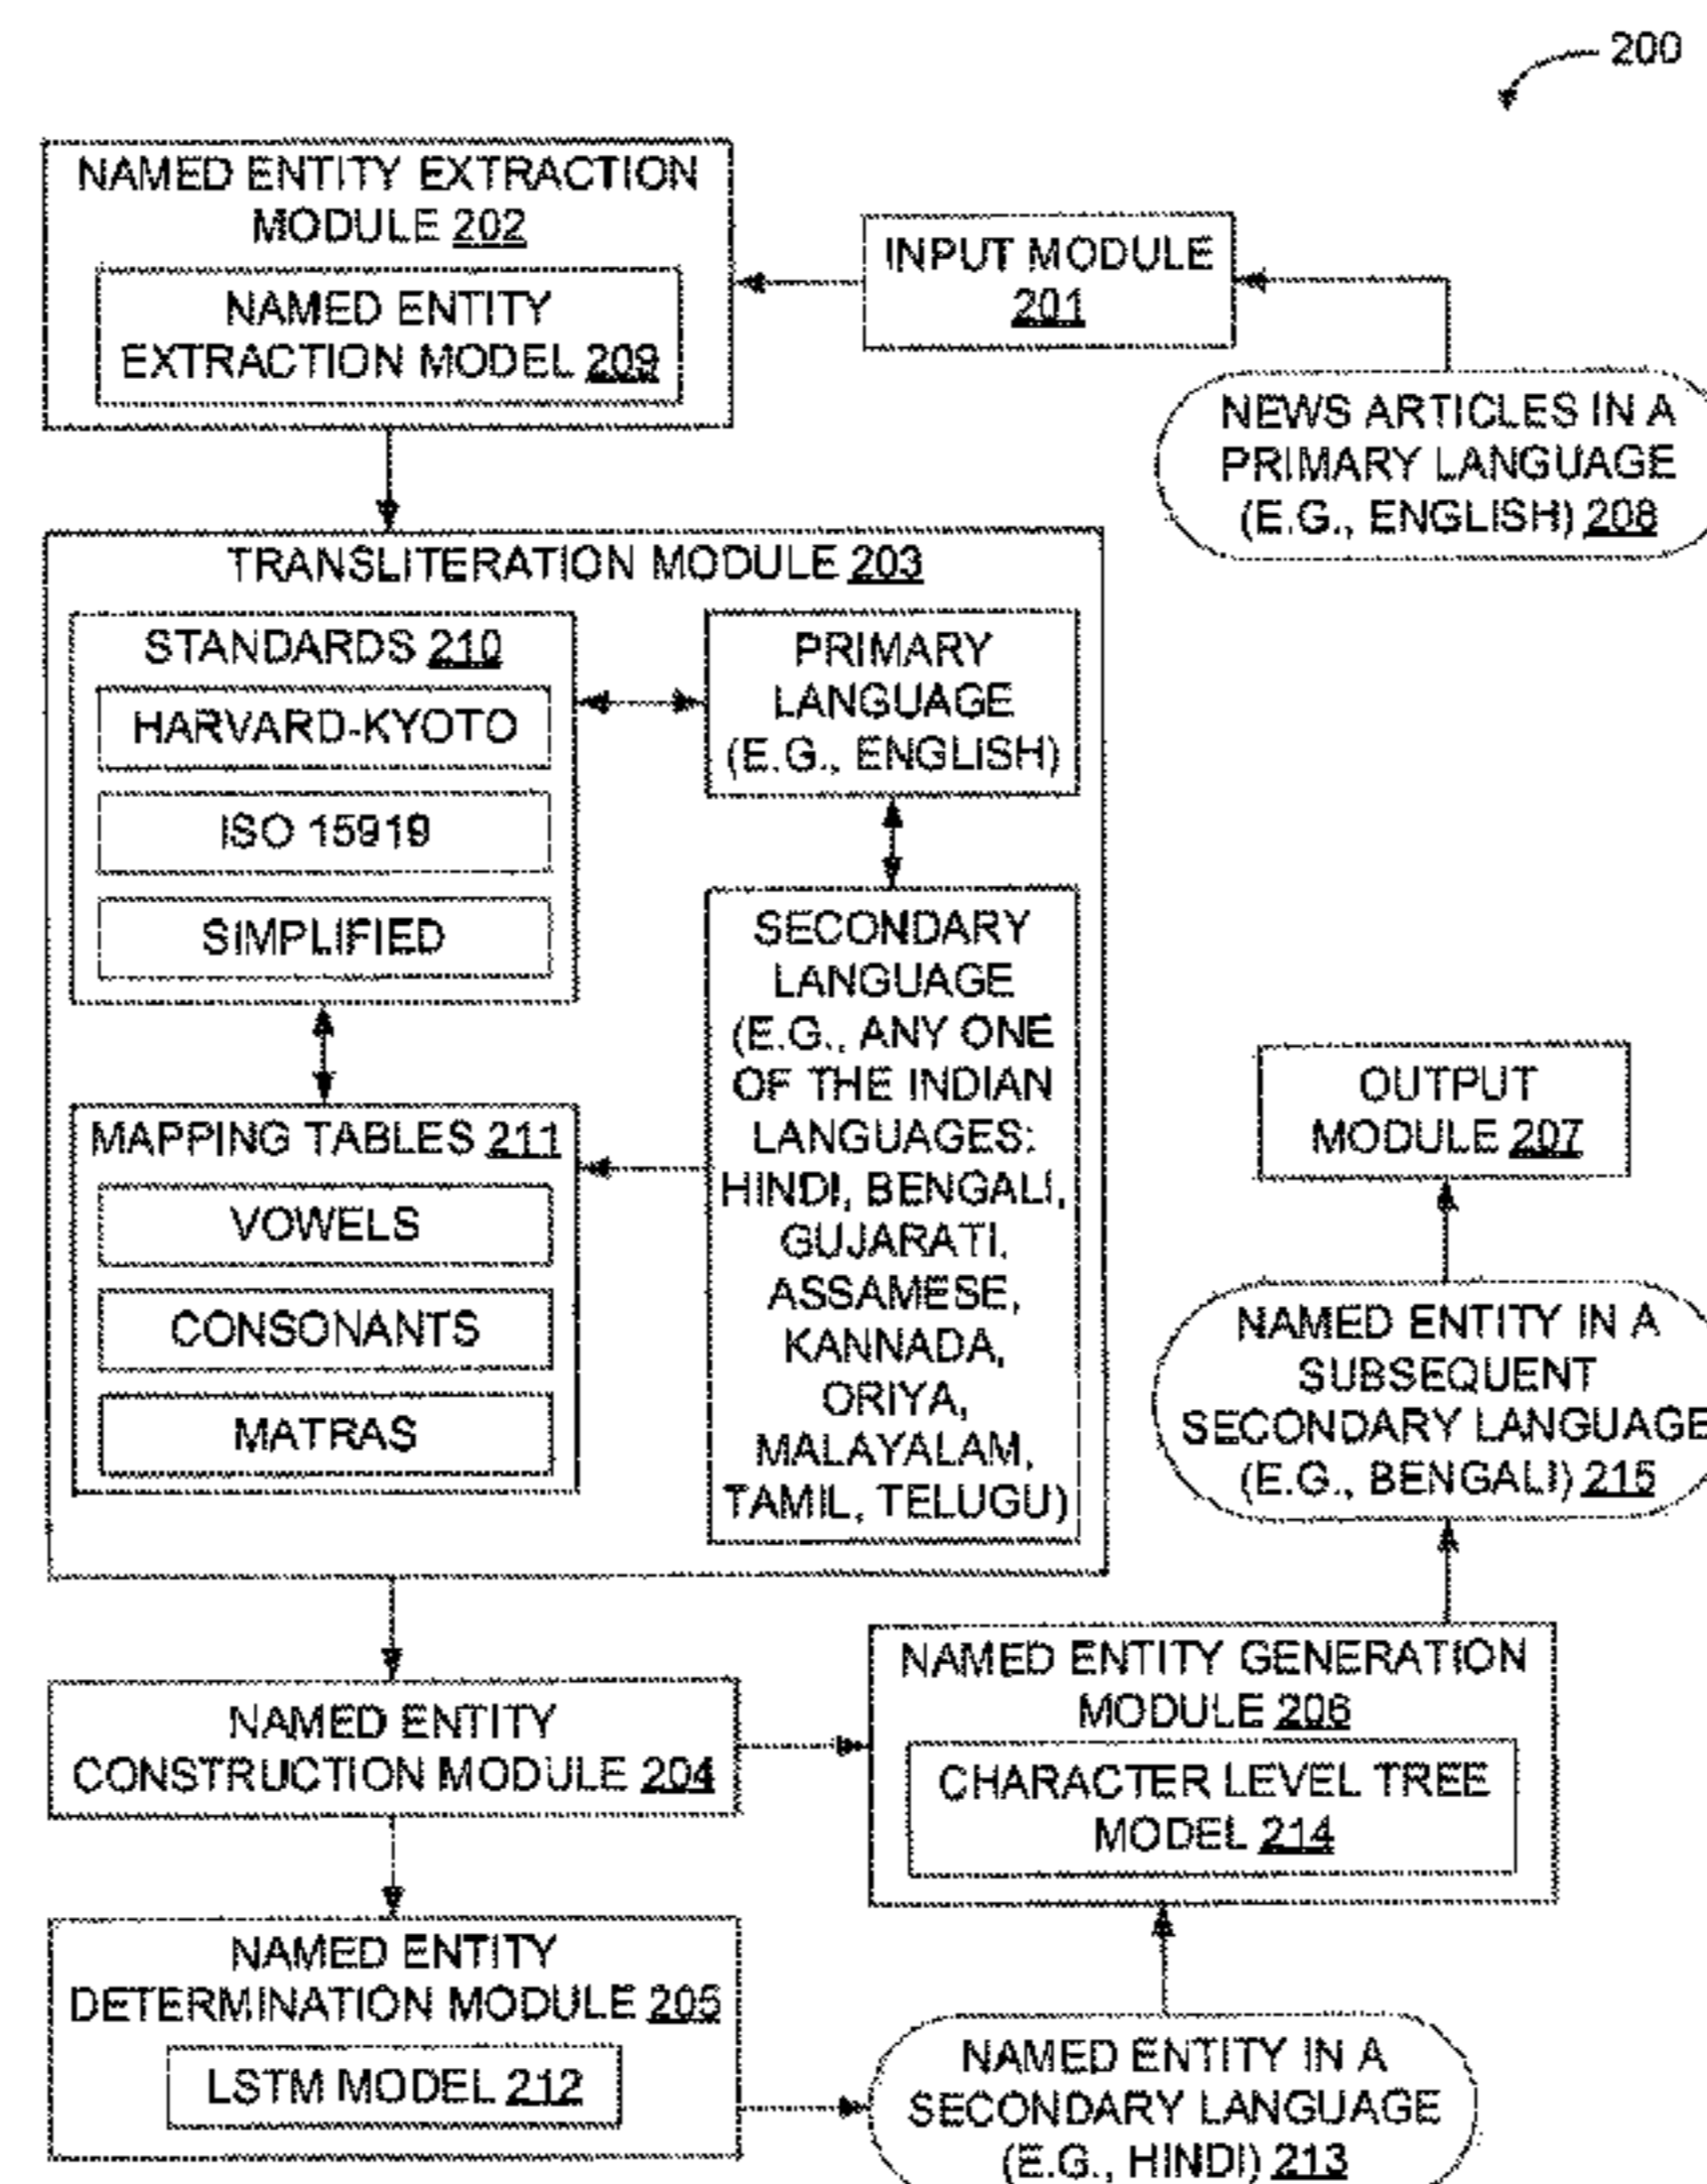 200
NAMED ENTITY EXTRACTION
MODULE 202
NAMED ENTITY
EXTRACTION MODEL 209
INPUT MODULE
201
NEWS ARTICLES IN A
PRIMARY LANGUAGE
(E.G., ENGLISH) 208
TRANSLITERATION MODULE 203
STANDARDS 210
HARVARD-KYOTO
ISO 15919
SIMPLIFIED
PRIMARY
LANGUAGE
(E.G., ENGLISH)
MAPPING TABLES 211
VOWELS
CONSONANTS
MATRAS
SECONDARY
LANGUAGE
(E.G., ANY ONE
OF THE INDIAN
LANGUAGES:
HINDI, BENGALI,
GUJARATI,
ASSAMESE,
KANNADA,
ORIYA,
MALAYALAM,
TAMIL, TELUGU)
OUTPUT
MODULE 207
NAMED ENTITY IN A
SUBSEQUENT
SECONDARY LANGUAGE
(E.G., BENGALI) 215
NAMED ENTITY
CONSTRUCTION MODULE 204
NAMED ENTITY GENERATION
MODULE 206
CHARACTER LEVEL TREE
MODEL 214
NAMED ENTITY
DETERMINATION MODULE 205
LSTM MODEL 212
NAMED ENTITY IN A
SECONDARY LANGUAGE
(E.G., HINDI) 213